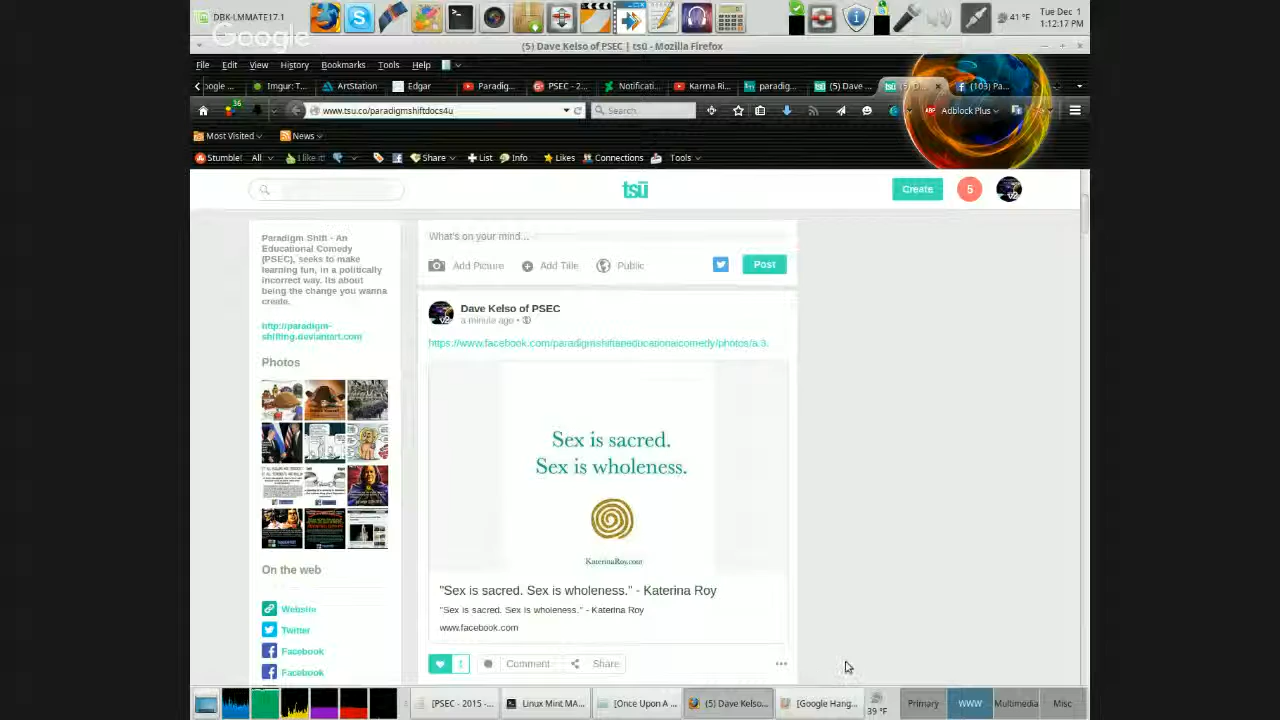 DBK-LMMATE17.1
41 °F
Tue Dec 1
1:12:17 PM
Google
(5) Dave Kelso of PSEC | tsū - Mozilla Firefox
File Edit View History Bookmarks Tools Help
Imgur: T... ArtStation Edgar Paradig... PSEC - 2... Notificati... Karma Ri... paradig... (5) Dave ... (103) Pa...
36
www.tsu.co/paradigmshiftdocs4u
Search
ABP Adblock Plus
Most Visited News
Stumble! All I like it! Share List Info Likes Connections Tools
tsū
Create
5
Paradigm Shift - An
Educational Comedy
(PSEC), seeks to make
learning fun, in a politically
incorrect way. Its about
being the change you wanna
create.
http://paradigm-
shifting.deviantart.com
Photos
On the web
Website
Twitter
Facebook
Facebook
What's on your mind...
Add Picture Add Title Public
Post
Dave Kelso of PSEC
a minute ago •
https://www.facebook.com/paradigmshiftaneducationalcomedy/photos/a.3.
Sex is sacred.
Sex is wholeness.
KaterinaRoy.com
"Sex is sacred. Sex is wholeness." - Katerina Roy
"Sex is sacred. Sex is wholeness." - Katerina Roy
www.facebook.com
1 Comment Share
[PSEC - 2015 -... Linux Mint MA... [Once Upon A ... (5) Dave Kelso... [Google Hang...
39 °F
Primary WWW Multimedia Misc